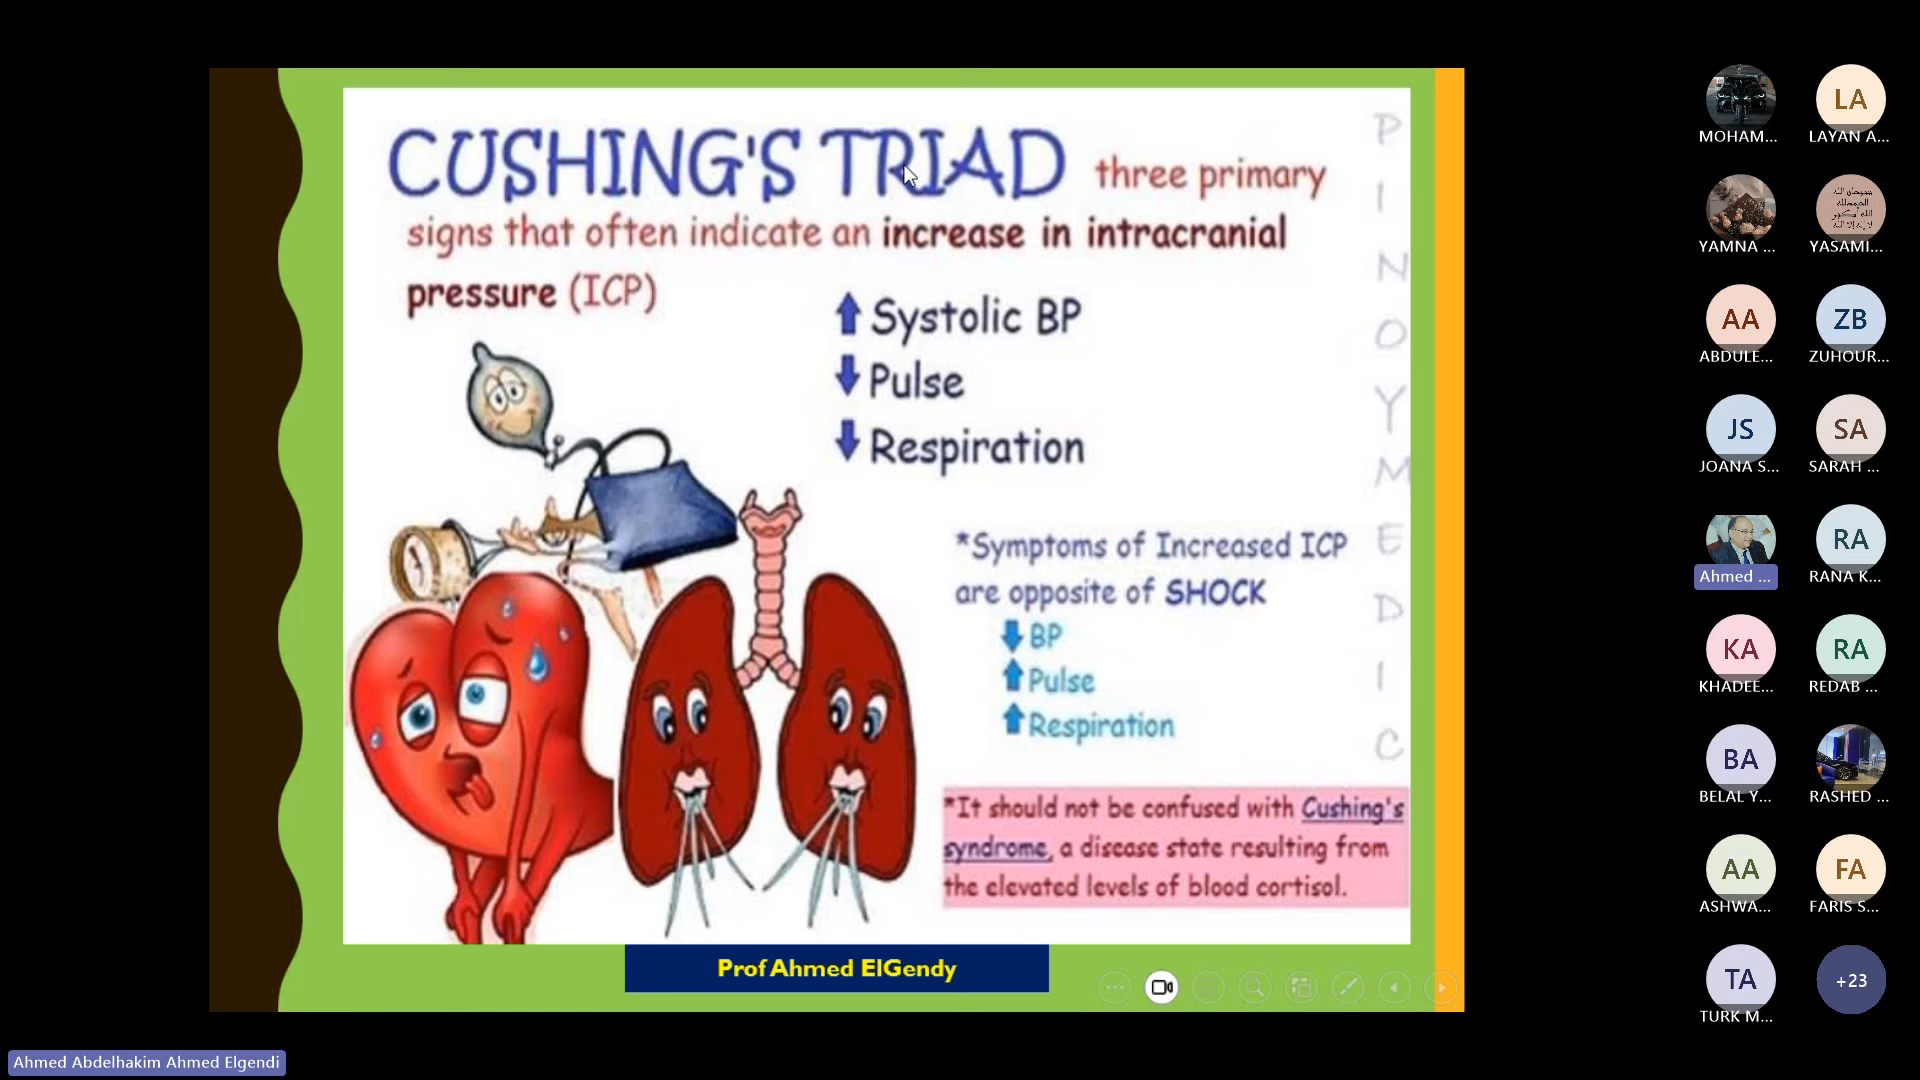 CUSHING'S TRIAD three primary
signs that often indicate an increase in intracranial
pressure (ICP)
Systolic BP
Pulse
Respiration
*Symptoms of Increased ICP
are opposite of SHOCK
BP
Pulse
Respiration
*It should not be confused with Cushing's
syndrome, a disease state resulting from
the elevated levels of blood cortisol.
PINOYMEDIC
Prof Ahmed ElGendy
Ahmed Abdelhakim Ahmed Elgendi
LA
MOHAM...
LAYAN A...
YAMNA ...
YASAMI...
AA
ZB
ABDULE...
ZUHOUR...
JS
SA
JOANA S...
SARAH ...
RA
Ahmed ...
RANA K...
KA
RA
KHADEE...
REDAB ...
BA
BELAL Y...
RASHED ...
AA
FA
ASHWA...
FARIS S...
TA
+23
TURK M...